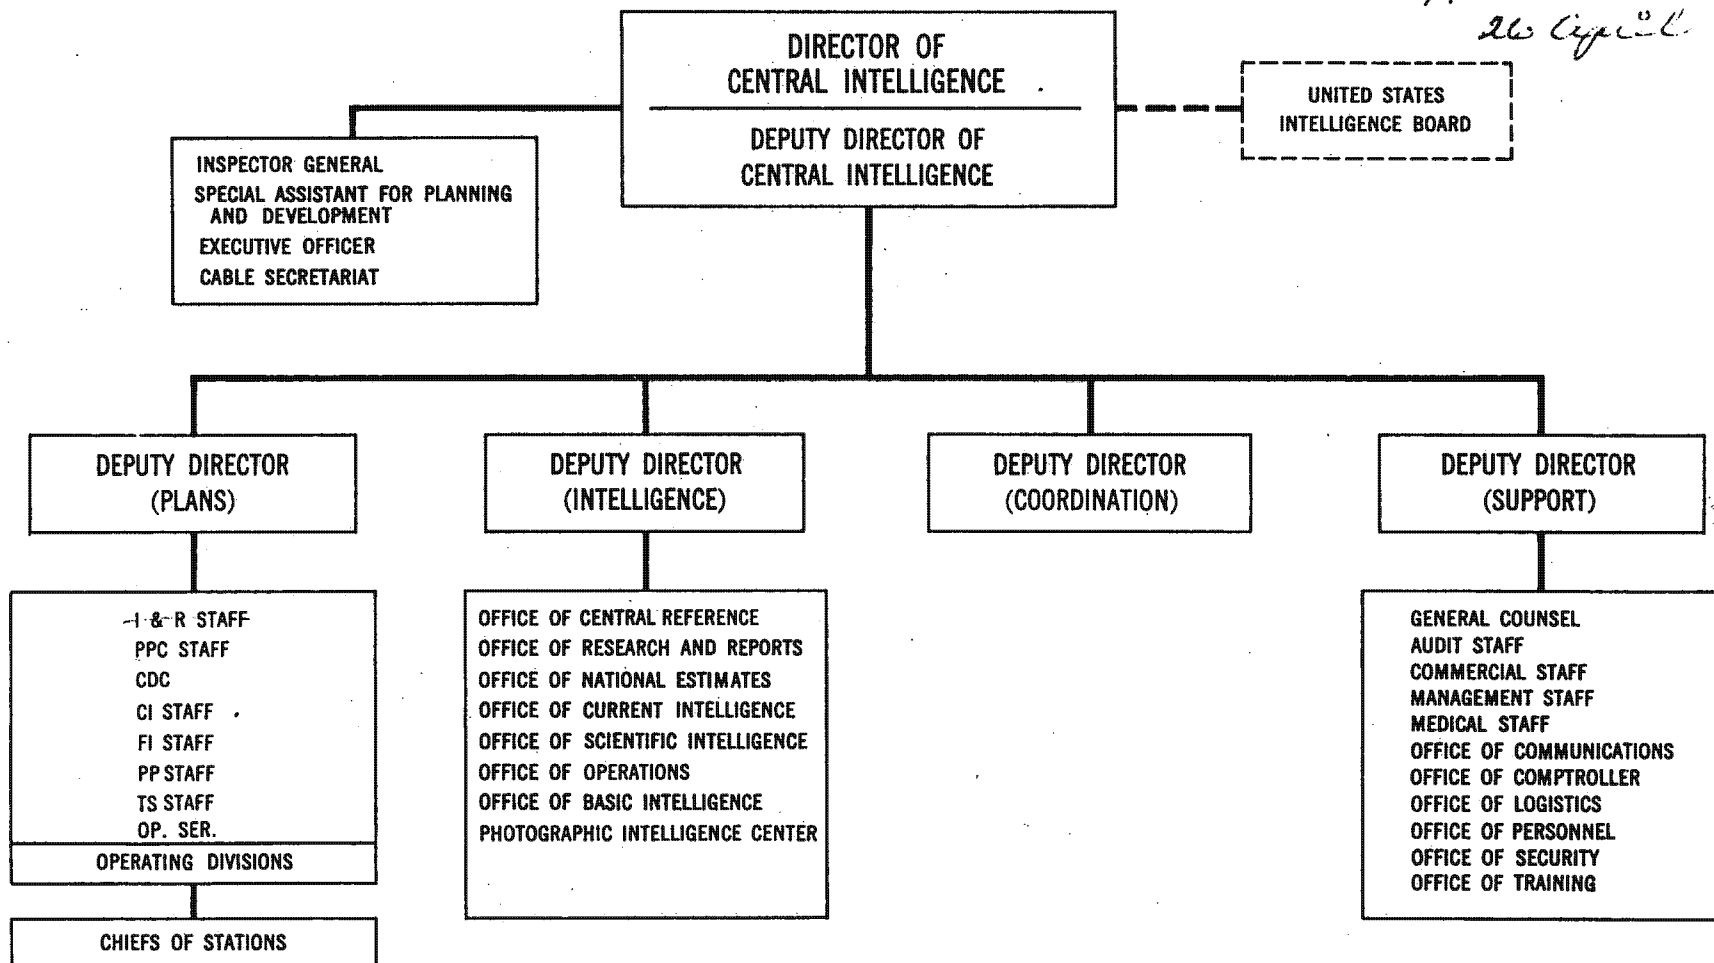 DIRECTOR OF
CENTRAL INTELLIGENCE
DEPUTY DIRECTOR OF
CENTRAL INTELLIGENCE
UNITED STATES
INTELLIGENCE BOARD
INSPECTOR GENERAL
SPECIAL ASSISTANT FOR PLANNING
AND DEVELOPMENT
EXECUTIVE OFFICER
CABLE SECRETARIAT
DEPUTY DIRECTOR
(PLANS)
DEPUTY DIRECTOR
(INTELLIGENCE)
DEPUTY DIRECTOR
(COORDINATION)
DEPUTY DIRECTOR
(SUPPORT)
I & R STAFF
PPC STAFF
CDC
CI STAFF
FI STAFF
PP STAFF
TS STAFF
OP. SER.
OPERATING DIVISIONS
CHIEFS OF STATIONS
OFFICE OF CENTRAL REFERENCE
OFFICE OF RESEARCH AND REPORTS
OFFICE OF NATIONAL ESTIMATES
OFFICE OF CURRENT INTELLIGENCE
OFFICE OF SCIENTIFIC INTELLIGENCE
OFFICE OF OPERATIONS
OFFICE OF BASIC INTELLIGENCE
PHOTOGRAPHIC INTELLIGENCE CENTER
GENERAL COUNSEL
AUDIT STAFF
COMMERCIAL STAFF
MANAGEMENT STAFF
MEDICAL STAFF
OFFICE OF COMMUNICATIONS
OFFICE OF COMPTROLLER
OFFICE OF LOGISTICS
OFFICE OF PERSONNEL
OFFICE OF SECURITY
OFFICE OF TRAINING